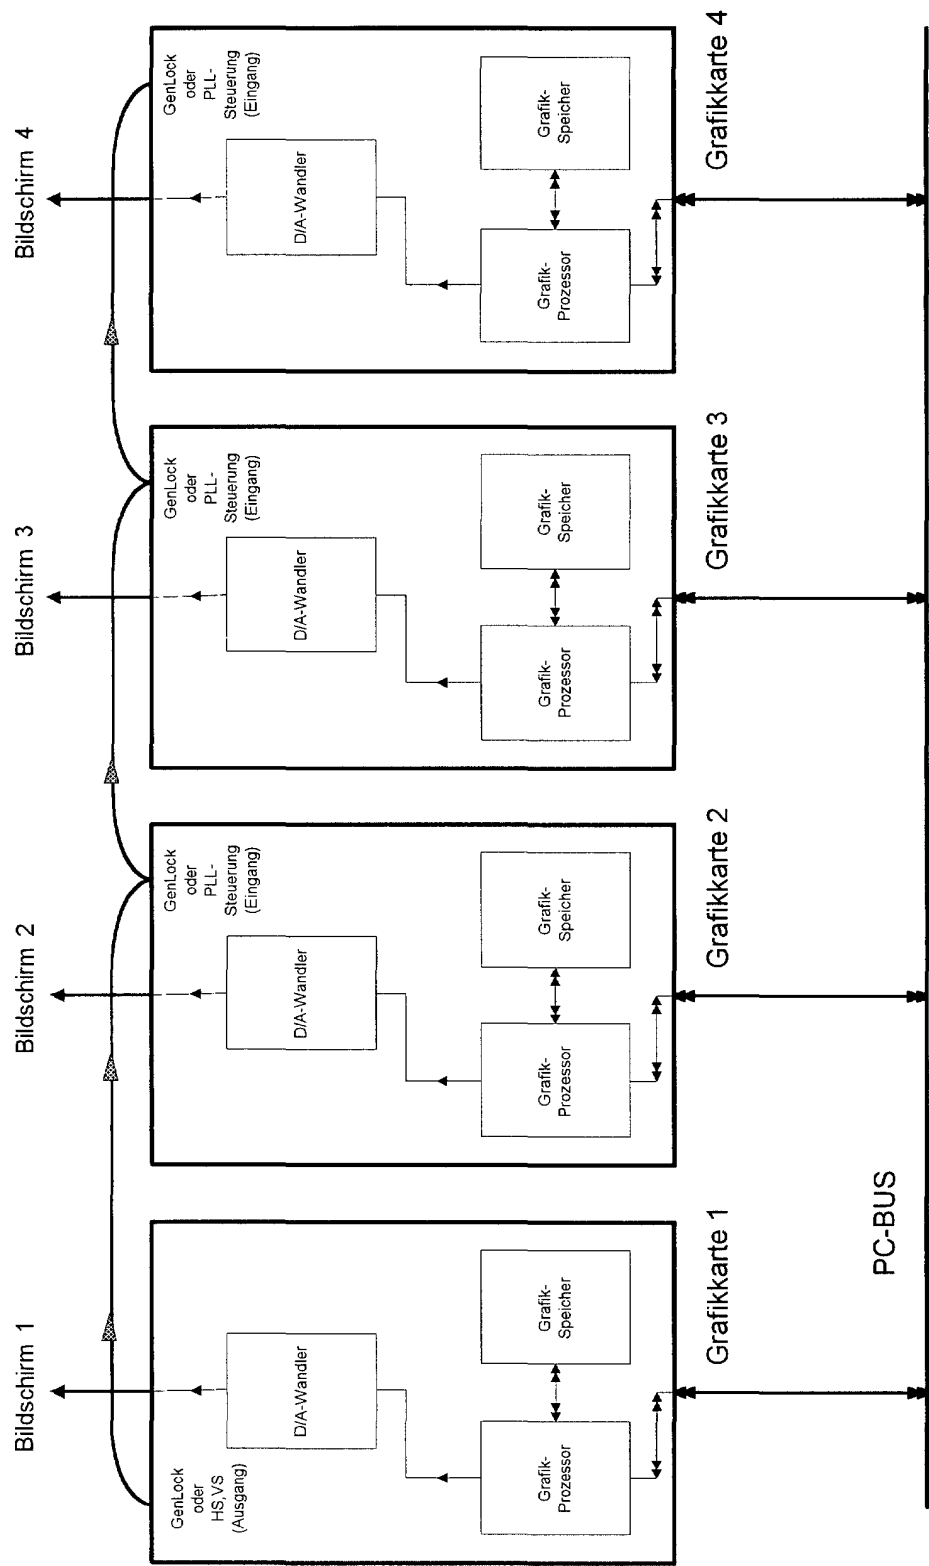 Bildschirm 1
GenLock
oder
HS,VS
(Ausgang)
D/A-Wandler
Grafik-
Prozessor
Grafik-
Speicher
Grafikkarte 1
Bildschirm 2
GenLock
oder
PLL-
Steuerung
(Eingang)
D/A-Wandler
Grafik-
Prozessor
Grafik-
Speicher
Grafikkarte 2
Bildschirm 3
GenLock
oder
PLL-
Steuerung
(Eingang)
D/A-Wandler
Grafik-
Prozessor
Grafik-
Speicher
Grafikkarte 3
Bildschirm 4
GenLock
oder
PLL-
Steuerung
(Eingang)
D/A-Wandler
Grafik-
Prozessor
Grafik-
Speicher
Grafikkarte 4
PC-BUS